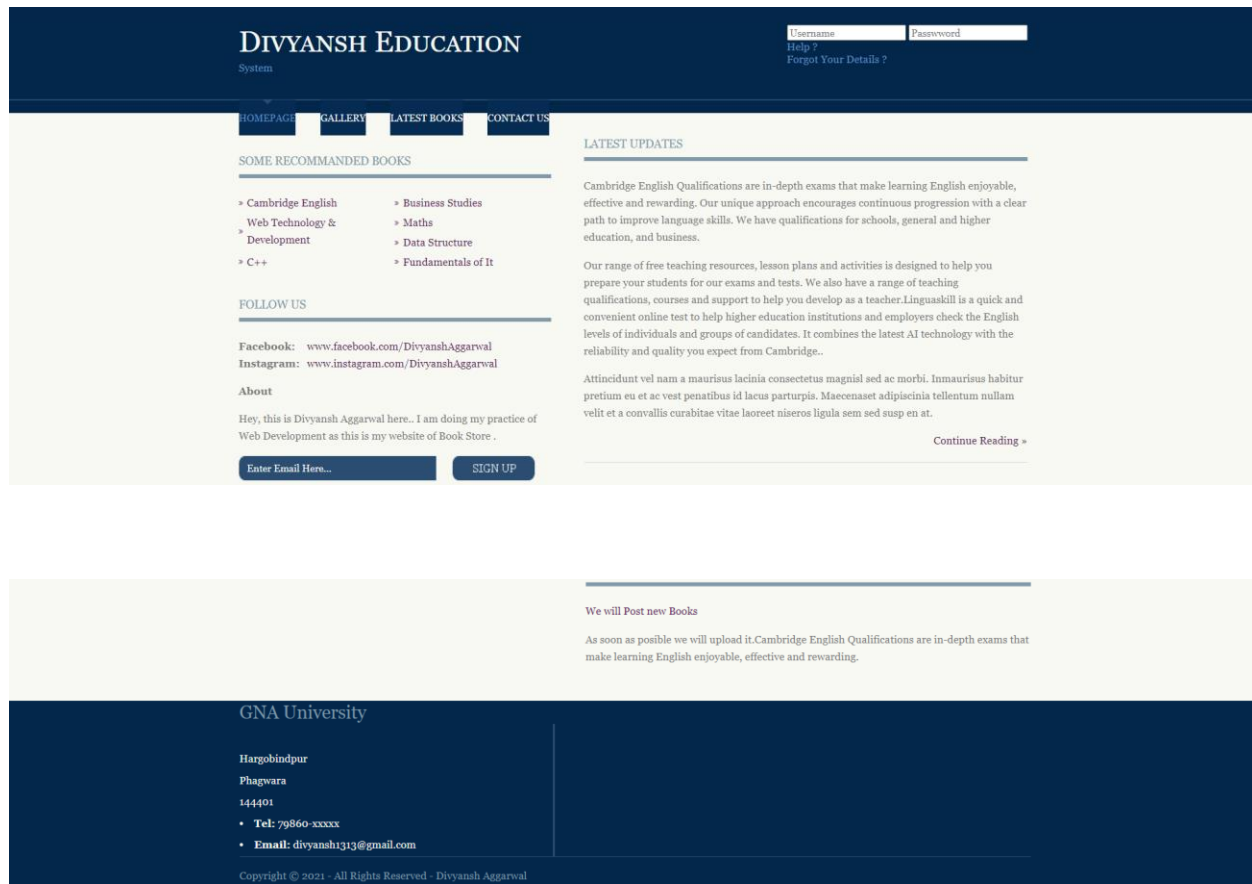 DIVYANSH EDUCATION
System
Username
Passwword
Help ?
Forgot Your Details ?
HOMEPAGE GALLERY LATEST BOOKS CONTACT US
SOME RECOMMANDED BOOKS
» Cambridge English
» Web Technology &
Development
» C++
» Business Studies
» Maths
» Data Structure
» Fundamentals of It
FOLLOW US
Facebook: www.facebook.com/DivyanshAggarwal
Instagram: www.instagram.com/DivyanshAggarwal
About
Hey, this is Divyansh Aggarwal here.. I am doing my practice of
Web Development as this is my website of Book Store .
Enter Email Here...
SIGN UP
LATEST UPDATES
Cambridge English Qualifications are in-depth exams that make learning English enjoyable,
effective and rewarding. Our unique approach encourages continuous progression with a clear
path to improve language skills. We have qualifications for schools, general and higher
education, and business.
Our range of free teaching resources, lesson plans and activities is designed to help you
prepare your students for our exams and tests. We also have a range of teaching
qualifications, courses and support to help you develop as a teacher.Linguaskill is a quick and
convenient online test to help higher education institutions and employers check the English
levels of individuals and groups of candidates. It combines the latest AI technology with the
reliability and quality you expect from Cambridge..
Attincidunt vel nam a maurisus lacinia consectetus magnisl sed ac morbi. Inmaurisus habitur
pretium eu et ac vest penatibus id lacus parturpis. Maecenaset adipiscinia tellentum nullam
velit et a convallis curabitae vitae laoreet niseros ligula sem sed susp en at.
Continue Reading »
We will Post new Books
As soon as posible we will upload it.Cambridge English Qualifications are in-depth exams that
make learning English enjoyable, effective and rewarding.
GNA University
Hargobindpur
Phagwara
144401
• Tel: 79860-xxxxx
• Email: divyansh1313@gmail.com
Copyright © 2021 - All Rights Reserved - Divyansh Aggarwal